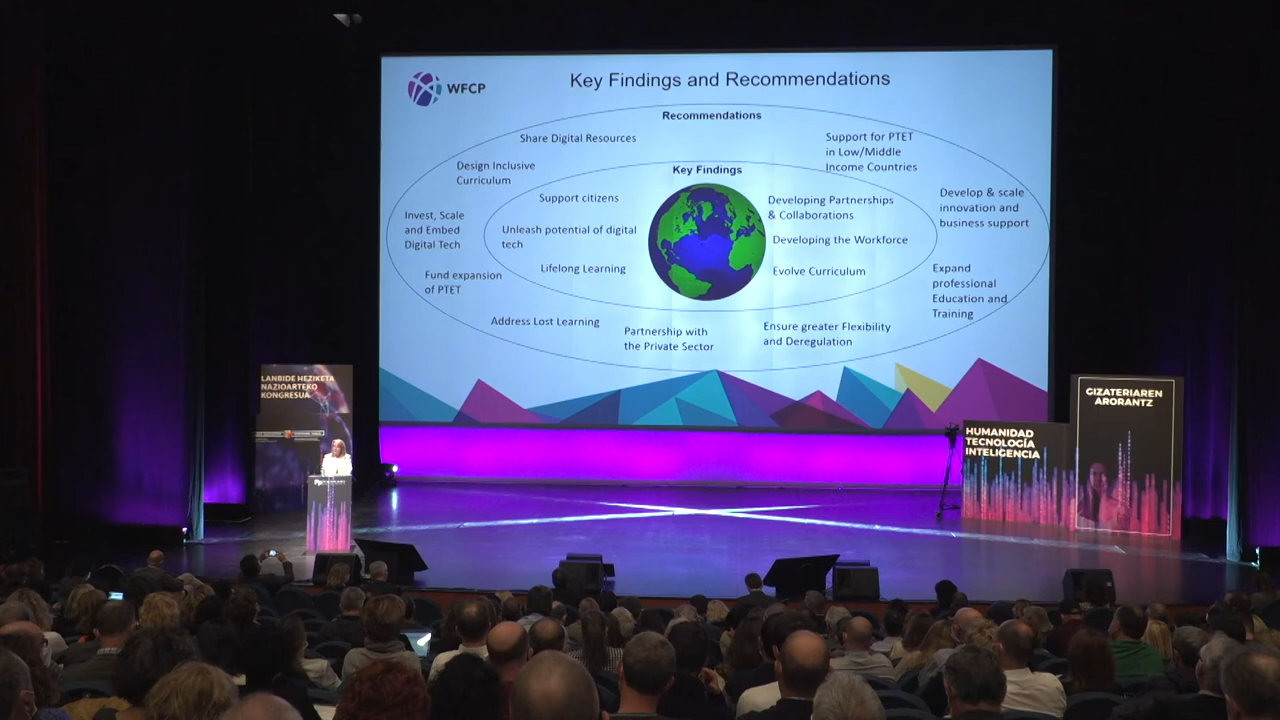 WFCP
Key Findings and Recommendations
Recommendations
Share Digital Resources
Support for PTET
in Low/Middle
Income Countries
Design Inclusive
Curriculum
Key Findings
Support citizens
Developing Partnerships
& Collaborations
Develop & scale
innovation and
business support
Invest, Scale
and Embed
Digital Tech
Unleash potential of digital
tech
Developing the Workforce
Lifelong Learning
Evolve Curriculum
Fund expansion
of PTET
Expand
professional
Education and
Training
Address Lost Learning
Partnership with
the Private Sector
Ensure greater Flexibility
and Deregulation
LANBIDE HEZIKETA
NAZIOARTEKO
KONGRESUA
GIZATERIAREN
ARORANTZ
HUMANIDAD
TECNOLOGÍA
INTELIGENCIA